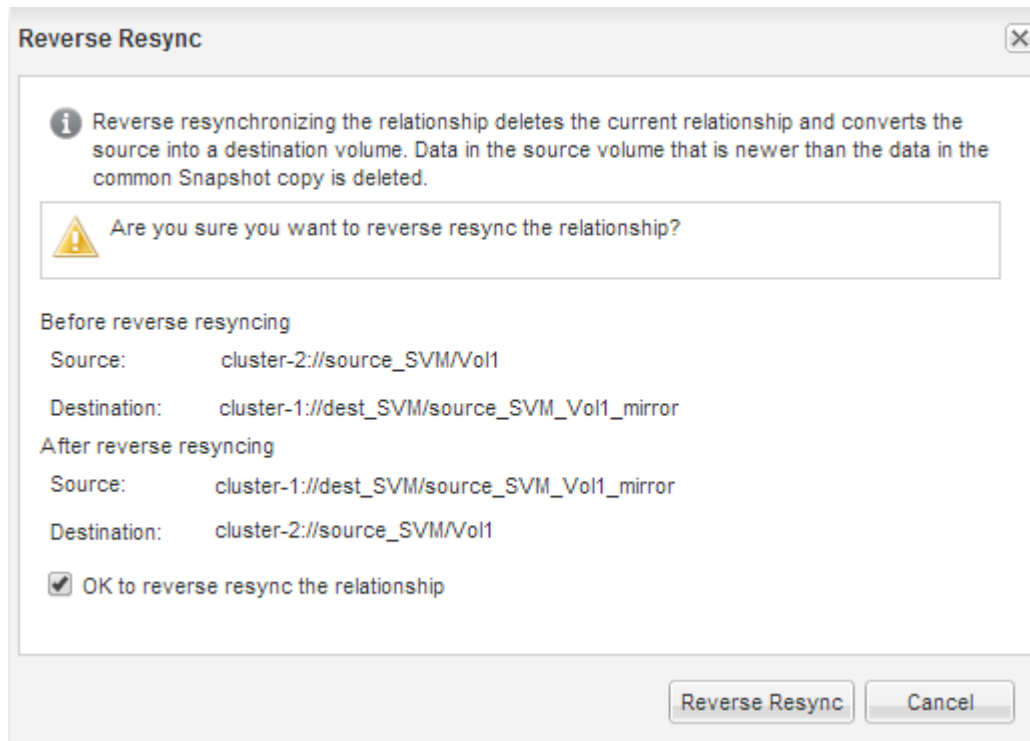 Reverse Resync
Reverse resynchronizing the relationship deletes the current relationship and converts the
source into a destination volume. Data in the source volume that is newer than the data in the
common Snapshot copy is deleted.
Are you sure you want to reverse resync the relationship?
Before reverse resyncing
Source: cluster-2://source_SVM/Vol1
Destination: cluster-1://dest_SVM/source_SVM_Vol1_mirror
After reverse resyncing
Source: cluster-1://dest_SVM/source_SVM_Vol1_mirror
Destination: cluster-2://source_SVM/Vol1
OK to reverse resync the relationship
Reverse Resync Cancel